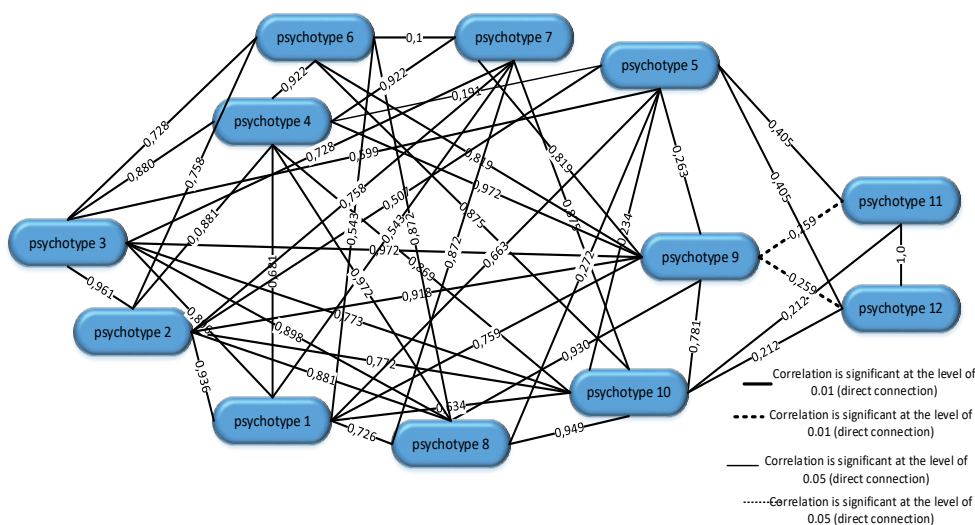 psychotype 6
0,1
psychotype 7
psychotype 5
0,922
0,922
0,191
psychotype 4
0,728
0,405
0,880
0,758
0,728
0,599
0,819
0,819
0,972
0,263
0,405
0,758
0,507
psychotype 11
0,881
0,543
0,543
0,872
0,875
0,875
0,234
-0,259
psychotype 3
0,972
0,663
0,872
1,0
psychotype 9
0,961
0,681
0,972
0,869
0,272
-0,259
0,918
psychotype 12
psychotype 2
0,898
0,773
0,759
0,930
0,781
0,212
0,212
0,772
0,936
0,881
psychotype 10
Correlation is significant at the level of
0.01 (direct connection)
psychotype 1
0,634
0,726
psychotype 8
0,949
Correlation is significant at the level of
0.01 (direct connection)
Correlation is significant at the level of
0.05 (direct connection)
Correlation is significant at the level of
0.05 (direct connection)